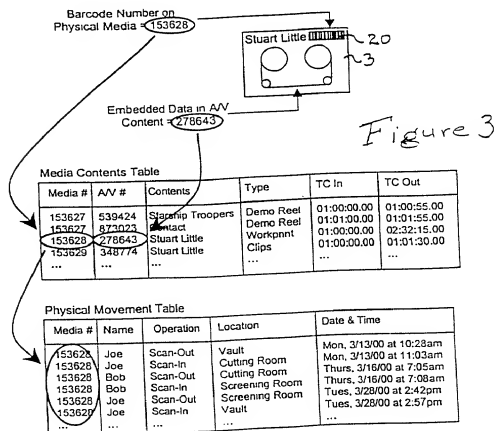 Barcode Number on
Physical Media = 153628
Stuart Little
20
3
Embedded Data in A/V
Content = 278643
Figure 3
Media Contents Table
Media # A/V # Contents Type TC In TC Out
153627 539424 Starship Troopers Demo Reel 01:00:00.00 01:00:55.00
153627 873023 Contact Demo Reel 01:01:00.00 01:01:55.00
153628 278643 Stuart Little Workprint 01:00:00.00 02:32:15.00
153629 348774 Stuart Little Clips 01:00:00.00 01:01:30.00
... ... ... ... ... ...
Physical Movement Table
Media # Name Operation Location Date & Time
153628 Joe Scan-Out Vault Mon, 3/13/00 at 10:28am
153628 Joe Scan-In Cutting Room Mon, 3/13/00 at 11:03am
153628 Bob Scan-Out Cutting Room Thurs, 3/16/00 at 7:05am
153628 Bob Scan-In Screening Room Thurs, 3/16/00 at 7:08am
153628 Joe Scan-Out Screening Room Tues, 3/28/00 at 2:42pm
153628 Joe Scan-In Vault Tues, 3/28/00 at 2:57pm
... ... ... ... ...